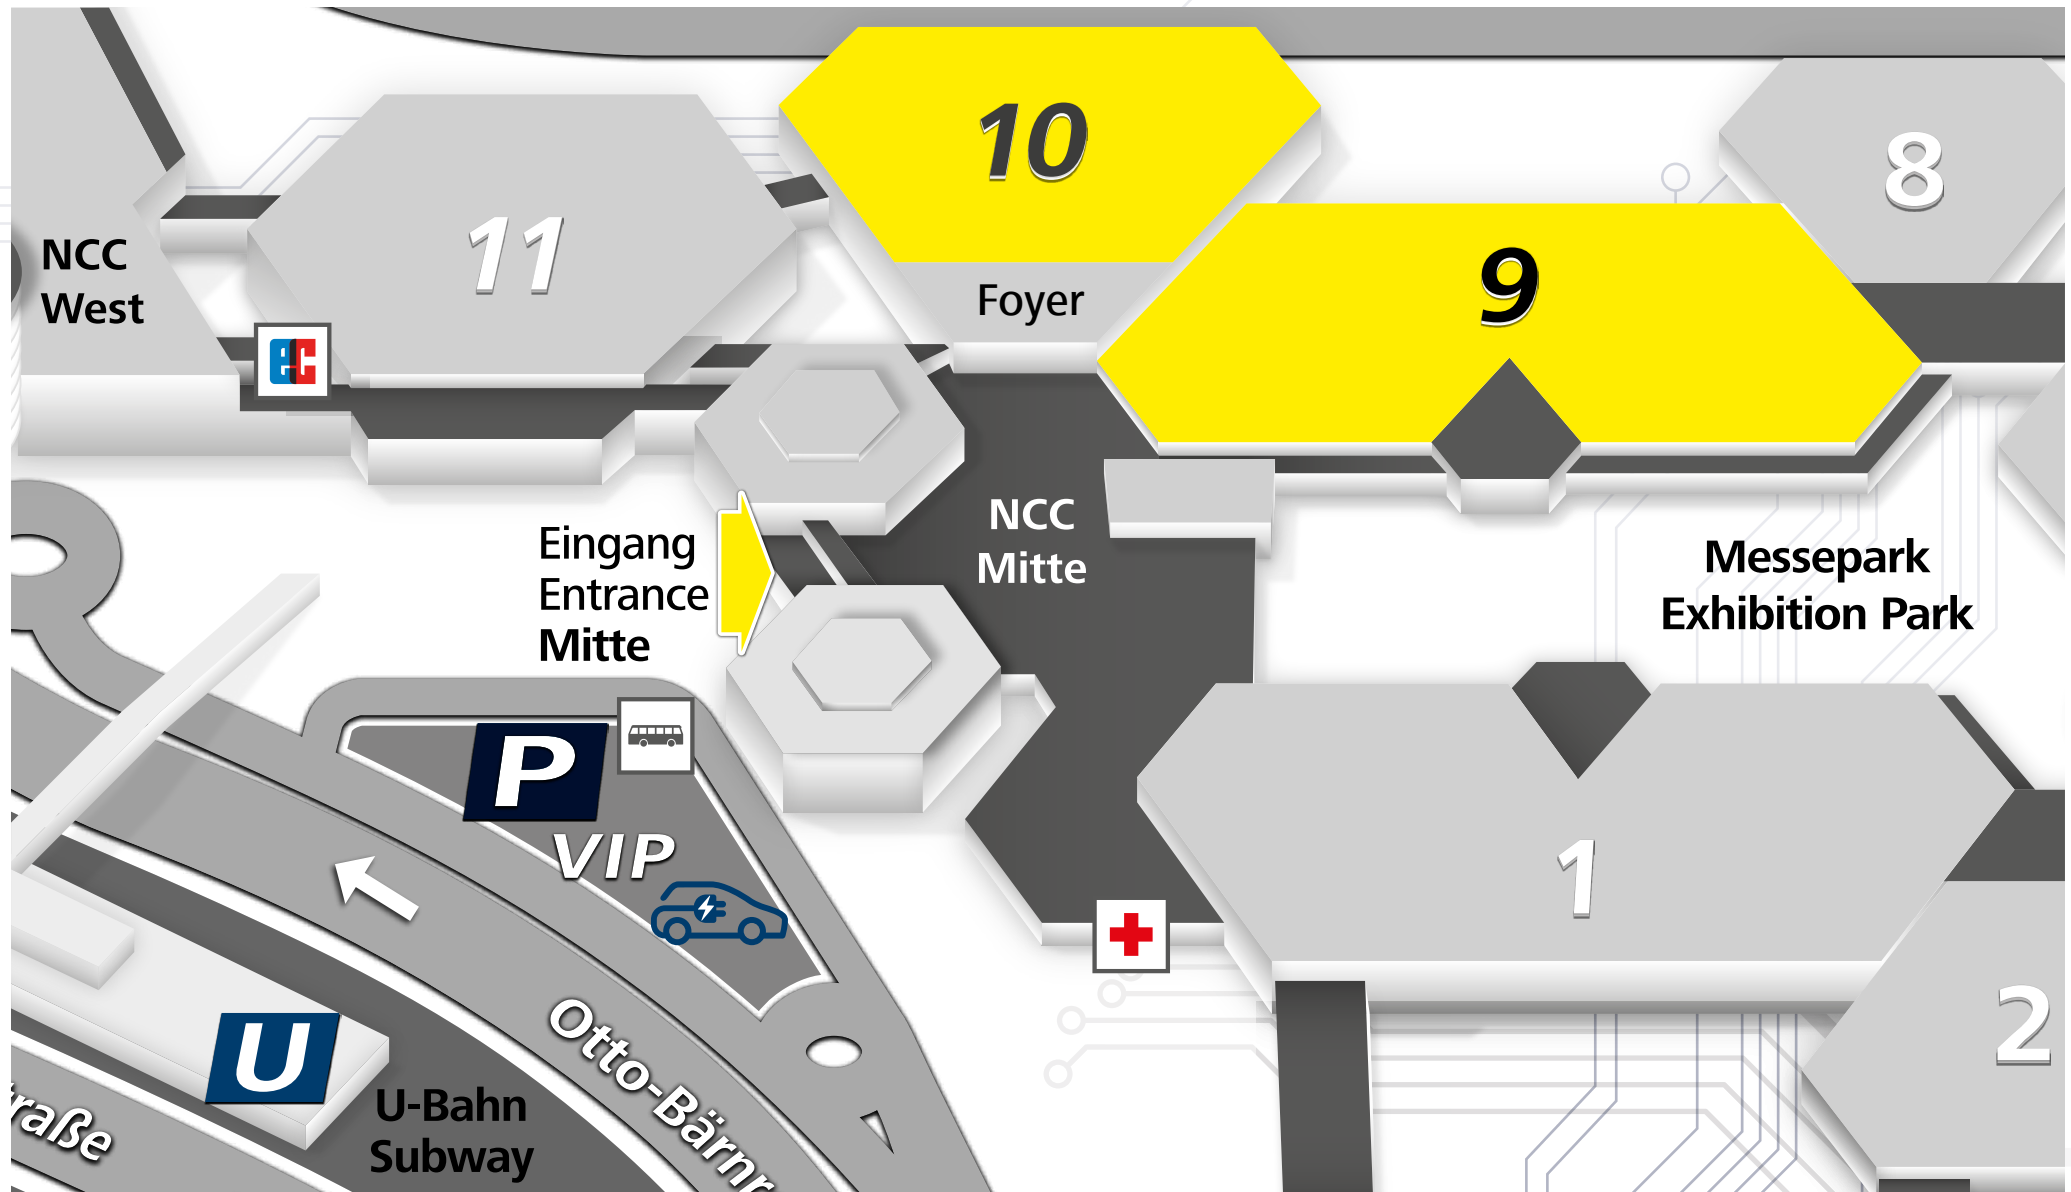 10
8
11
9
NCC
West
Foyer
ec
NCC
Mitte
Eingang
Entrance
Mitte
Messepark
Exhibition Park
P
VIP
1
2
Otto-Bärnr
U
U-Bahn
Subway
raße